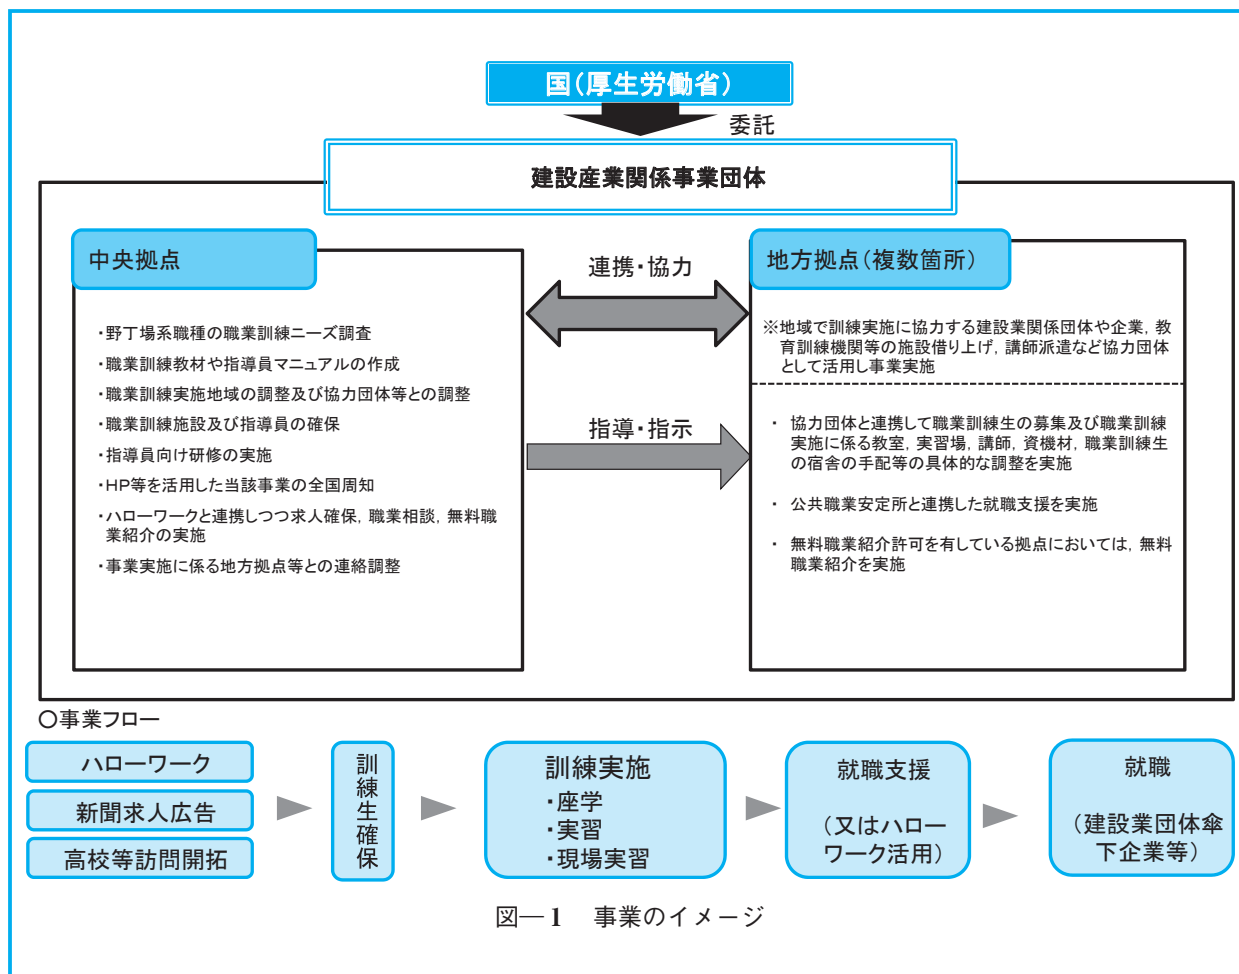 国(厚生労働省)
委託
建設産業関係事業団体
中央拠点
・野丁場系職種の職業訓練ニーズ調査
・職業訓練教材や指導員マニュアルの作成
・職業訓練実施地域の調整及び協力団体等との調整
・職業訓練施設及び指導員の確保
・指導員向け研修の実施
・HP等を活用した当該事業の全国周知
・ハローワークと連携しつつ求人確保，職業相談，無料職
業紹介の実施
・事業実施に係る地方拠点等との連絡調整
連携・協力
指導・指示
地方拠点(複数箇所)
※地域で訓練実施に協力する建設業関係団体や企業，教
育訓練機関等の施設借り上げ，講師派遣など協力団体
として活用し事業実施
・ 協力団体と連携して職業訓練生の募集及び職業訓練
実施に係る教室，実習場，講師，資機材，職業訓練生
の宿舎の手配等の具体的な調整を実施
・ 公共職業安定所と連携した就職支援を実施
・ 無料職業紹介許可を有している拠点においては，無料
職業紹介を実施
○事業フロー
ハローワーク
新聞求人広告
高校等訪問開拓
訓練生確保
訓練実施
・座学
・実習
・現場実習
就職支援
(又はハロー
ワーク活用)
就職
(建設業団体傘
下企業等)
図―1 事業のイメージ